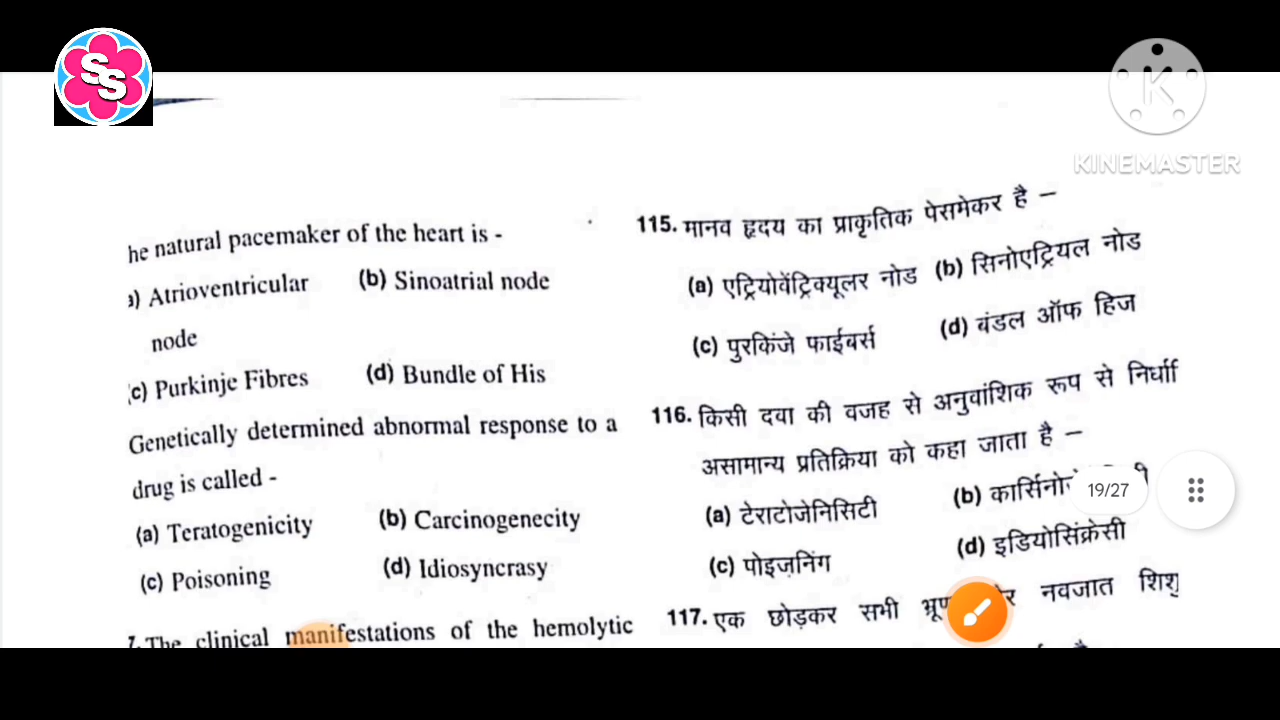 SS
K
KINEMASTER
he natural pacemaker of the heart is -
a) Atrioventricular node
(b) Sinoatrial node
c) Purkinje Fibres
(d) Bundle of His
Genetically determined abnormal response to a
drug is called -
(a) Teratogenicity
(b) Carcinogenecity
(c) Poisoning
(d) Idiosyncrasy
7. The clinical manifestations of the hemolytic
115. मानव हृदय का प्राकृतिक पेसमेकर है –
(a) एट्रियोवेंट्रिक्यूलर नोड (b) सिनोएट्रियल नोड
(c) पुरकिंजे फाईबर्स
(d) बंडल ऑफ हिज
116. किसी दवा की वजह से अनुवांशिक रूप से
असामान्य प्रतिक्रिया को कहा जाता है –
(a) टेराटोजेनिसिटी
(b)
(c) पोइज़निंग
(d) इडियोसिंक्रेसी
117. एक छोड़कर सभी नवजात
19/27